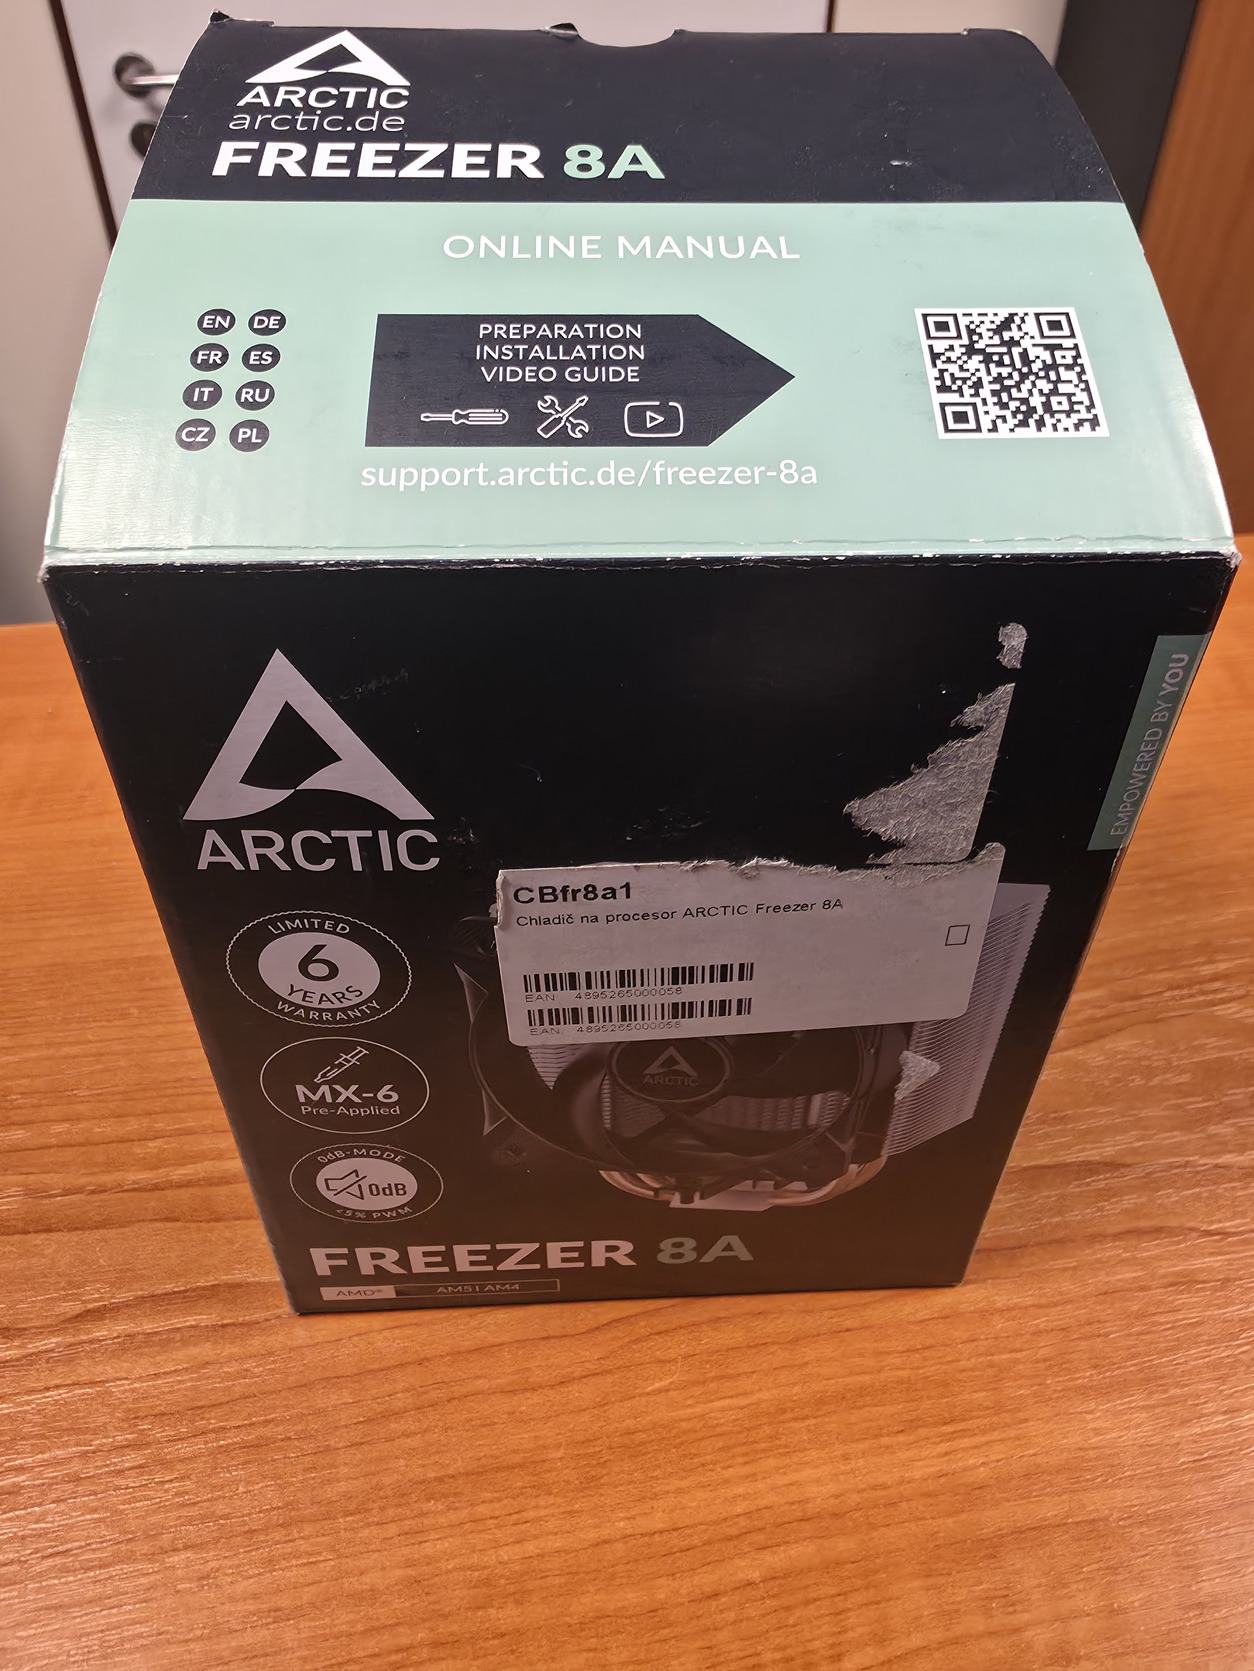 ARCTIC
arctic.de
FREEZER 8A
ONLINE MANUAL
EN DE
FR ES
IT RU
CZ PL
PREPARATION
INSTALLATION
VIDEO GUIDE
support.arctic.de/freezer-8a
EMPOWERED BY YOU
ARCTIC
CBfr8a1
Chladič na procesor ARCTIC Freezer 8A
EAN: 4895265000058
EAN: 4895265000058
LIMITED
6
YEARS
WARRANTY
ARCTIC
MX-6
Pre-Applied
0dB-MODE
0dB
<5% PWM
FREEZER 8A
AMD® AM5 | AM4